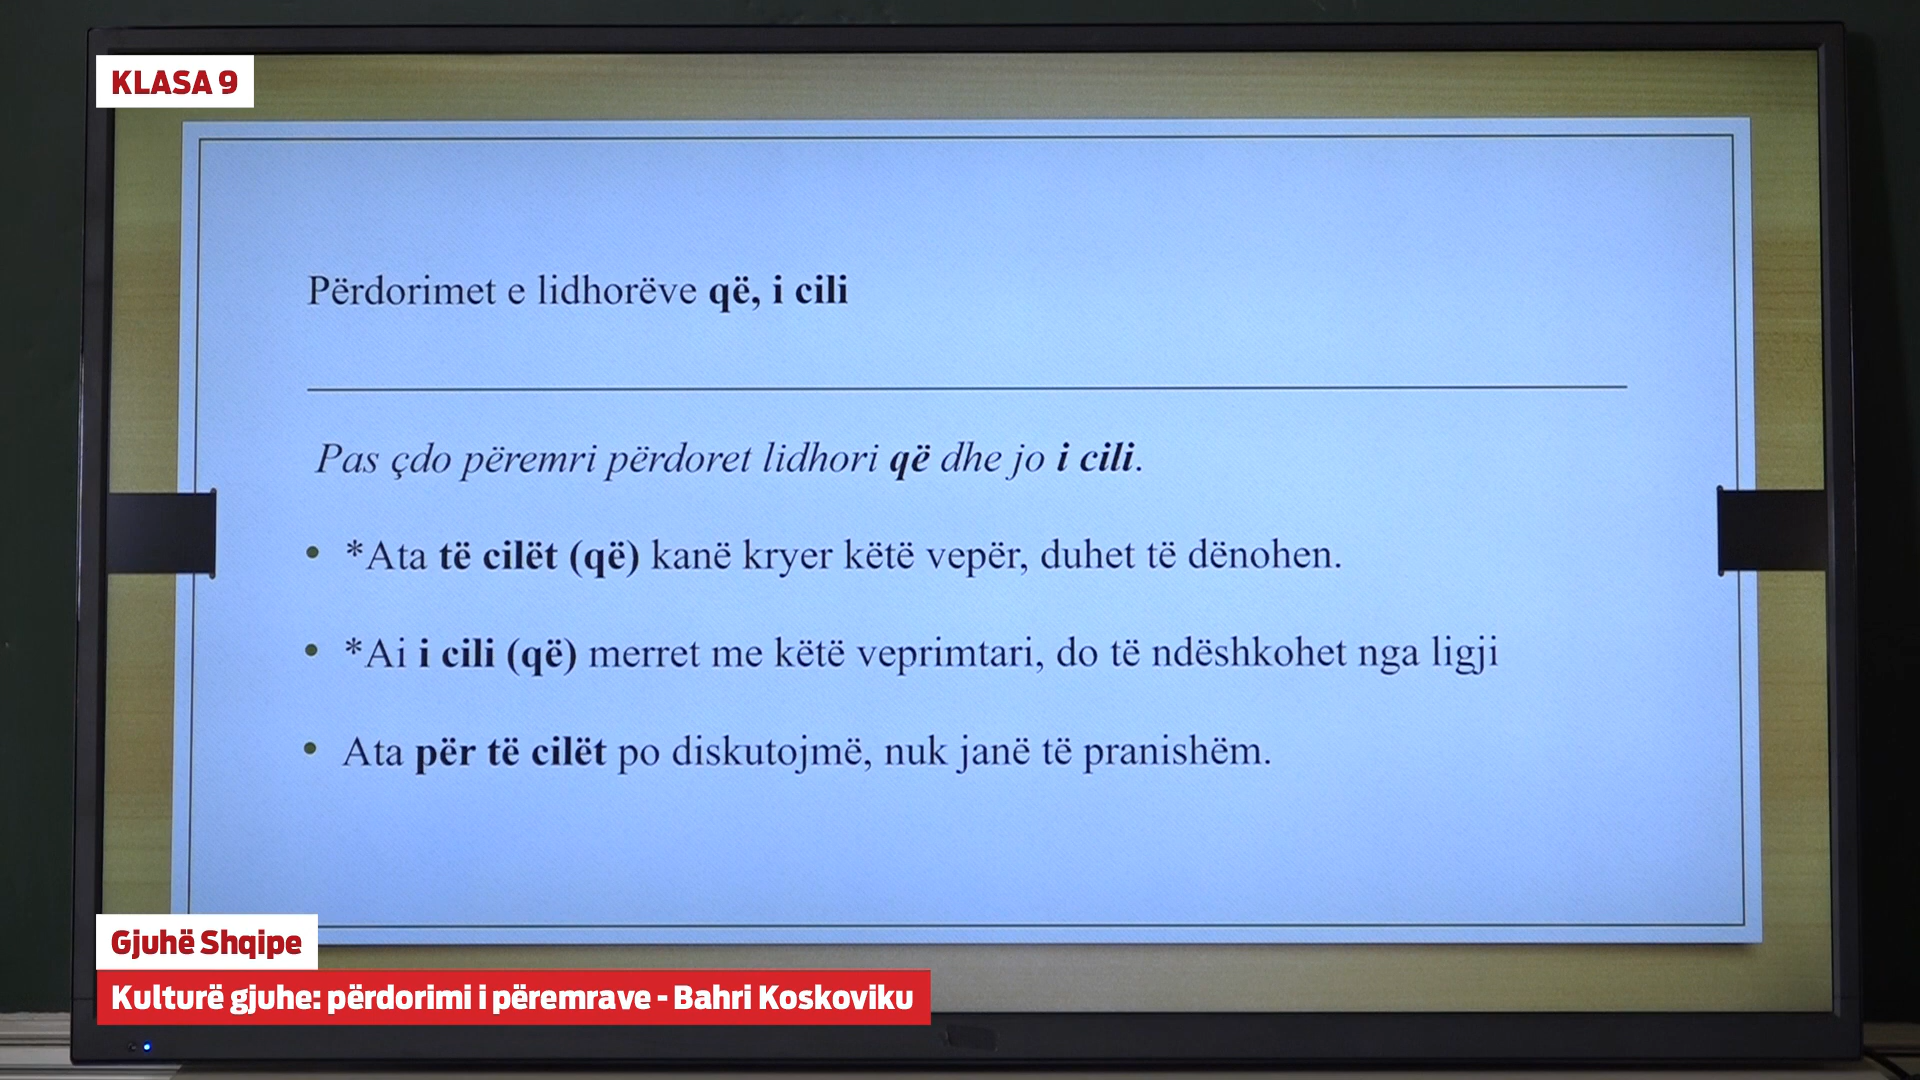 KLASA 9
Përdorimet e lidhorëve që, i cili
Pas çdo përemri përdoret lidhori që dhe jo i cili.
• *Ata të cilët (që) kanë kryer këtë vepër, duhet të dënohen.
• *Ai i cili (që) merret me këtë veprimtari, do të ndëshkohet nga ligji
• Ata për të cilët po diskutojmë, nuk janë të pranishëm.
Gjuhë Shqipe
Kulturë gjuhe: përdorimi i përemrave - Bahri Koskoviku